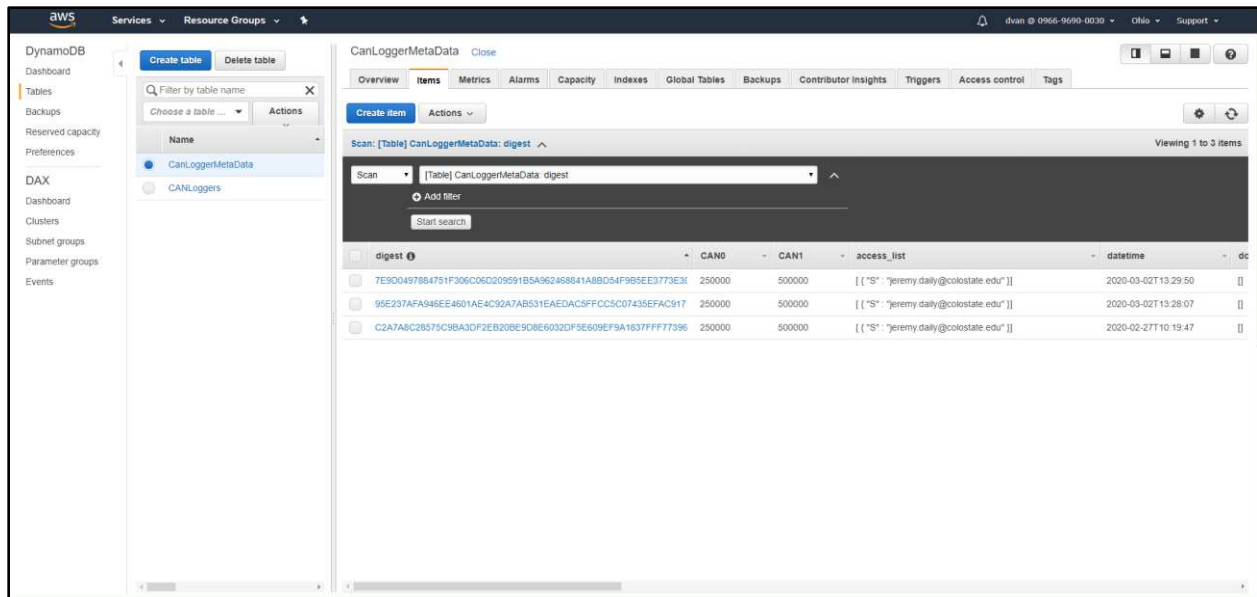 aws Services Resource Groups dvan @ 0966-9690-0030 Ohio Support
DynamoDB
Dashboard
Tables
Backups
Reserved capacity
Preferences
DAX
Dashboard
Clusters
Subnet groups
Parameter groups
Events
Create table Delete table
Filter by table name X
Choose a table ... Actions
Name
CanLoggerMetaData
CANLoggers
CanLoggerMetaData Close
Overview Items Metrics Alarms Capacity Indexes Global Tables Backups Contributor Insights Triggers Access control Tags
Create item Actions
Scan: [Table] CanLoggerMetaData: digest Viewing 1 to 3 items
Scan [Table] CanLoggerMetaData: digest
Add filter
Start search
digest CAN0 CAN1 access_list datetime dc
250000 500000 [ { "S" : "jeremy.daily@colostate.edu" }] 2020-03-02T13:29:50 []
95E237AFA946EE4601AE4C92A7AB531EAEDAC5FFCC5C07435EFAC917 250000 500000 [ { "S" : "jeremy.daily@colostate.edu" }] 2020-03-02T13:28:07 []
C2A7A8C28575C9BA3DF2EB20BE9D8E6032DF5E609EF9A1837FFF77396 250000 500000 [ { "S" : "jeremy.daily@colostate.edu" }] 2020-02-27T10:19:47 []